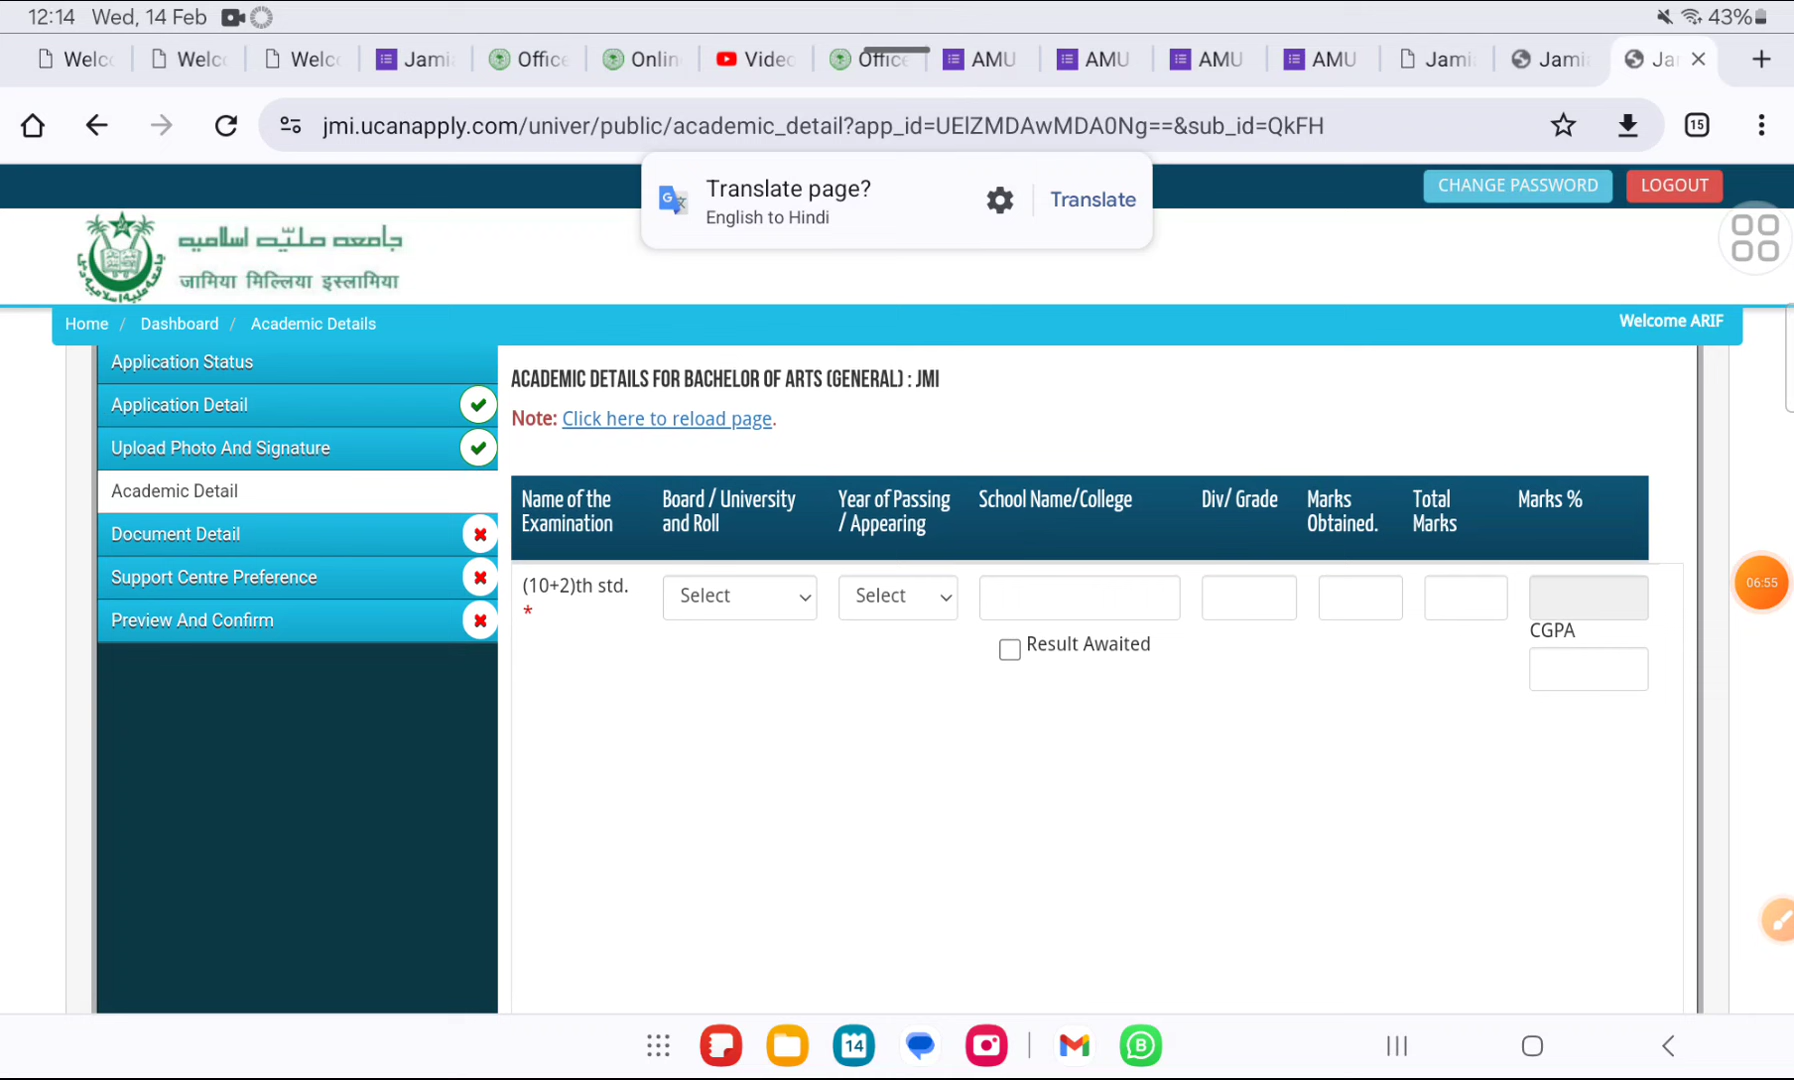 12:14 Wed, 14 Feb
43%
Welc
Welc
Welc
Jami
Office
Onlin
Video
Office
AMU
AMU
AMU
AMU
Jami
Jami
Ja
jmi.ucanapply.com/univer/public/academic_detail?app_id=UElZMDAwMDA0Ng==&sub_id=QkFH
15
Translate page?
English to Hindi
Translate
CHANGE PASSWORD
LOGOUT
جامعہ ملیّہ اسلامیہ
जामिया मिल्लिया इस्लामिया
Home / Dashboard / Academic Details
Welcome ARIF
Application Status
Application Detail
Upload Photo And Signature
Academic Detail
Document Detail
Support Centre Preference
Preview And Confirm
ACADEMIC DETAILS FOR BACHELOR OF ARTS (GENERAL) : JMI
Note: Click here to reload page.
Name of the Examination
Board / University and Roll
Year of Passing / Appearing
School Name/College
Div/ Grade
Marks Obtained.
Total Marks
Marks %
(10+2)th std.
*
Select
Select
Result Awaited
CGPA
06:55
14